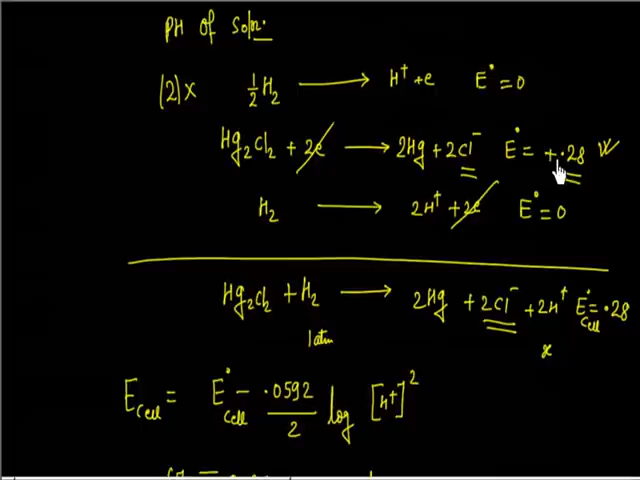 PH of Soln.
(2)× ½H₂ ⟶ H⁺+e E°=0
Hg₂Cl₂ + 2e ⟶ 2Hg + 2Cl⁻ E°= +.28
H₂ ⟶ 2H⁺ + 2e E°=0
Hg₂Cl₂ + H₂ ⟶ 2Hg + 2Cl⁻ + 2H⁺ E°cell=.28
1atm x
Ecell = E°cell - .0592/2 log [H⁺]²